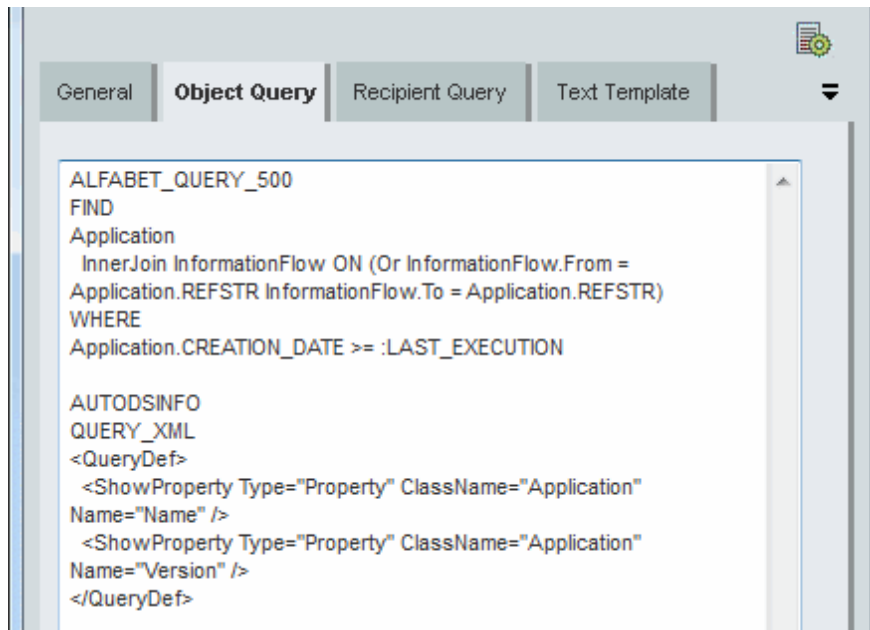 General Object Query Recipient Query Text Template
ALFABET_QUERY_500
FIND
Application
InnerJoin InformationFlow ON (Or InformationFlow.From =
Application.REFSTR InformationFlow.To = Application.REFSTR)
WHERE
Application.CREATION_DATE >= :LAST_EXECUTION
AUTODSINFO
QUERY_XML
<QueryDef>
<ShowProperty Type="Property" ClassName="Application"
Name="Name" />
<ShowProperty Type="Property" ClassName="Application"
Name="Version" />
</QueryDef>